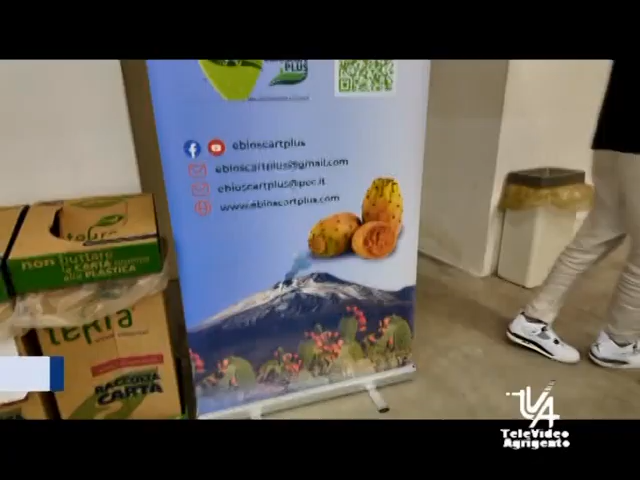 PLUS
ebioscartplus
ebioscartplus@gmail.com
ebioscartplus@pec.it
www.ebioscartplus.com
non buttare
la CARTA insieme
alla PLASTICA
terra
RACCOLTA
CARTA
TeleVideo
Agrigento